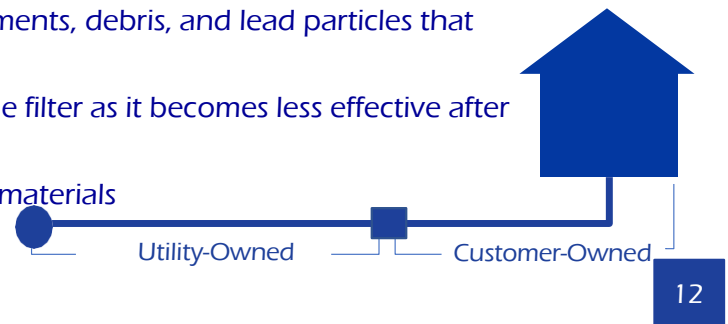 ments, debris, and lead particles that
e filter as it becomes less effective after
materials
Utility-Owned
Customer-Owned
12